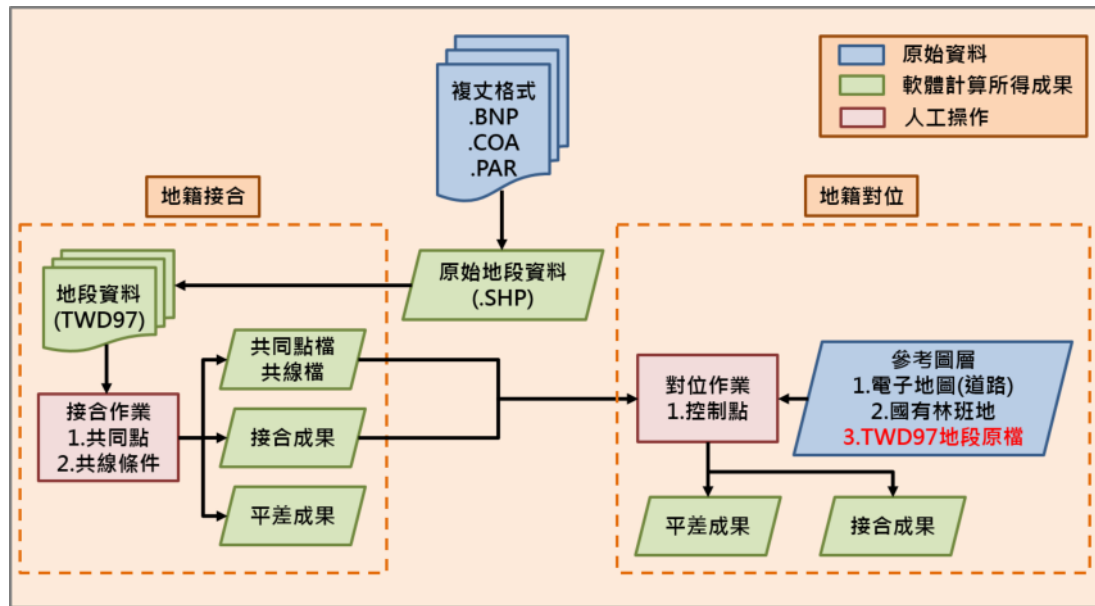 原始資料
軟體計算所得成果
人工操作
複丈格式
.BNP
.COA
.PAR
地籍接合
地籍對位
原始地段資料
(.SHP)
地段資料
(TWD97)
接合作業
1.共同點
2.共線條件
共同點檔
共線檔
接合成果
平差成果
對位作業
1.控制點
參考圖層
1.電子地圖(道路)
2.國有林班地
3.TWD97地段原檔
平差成果
接合成果